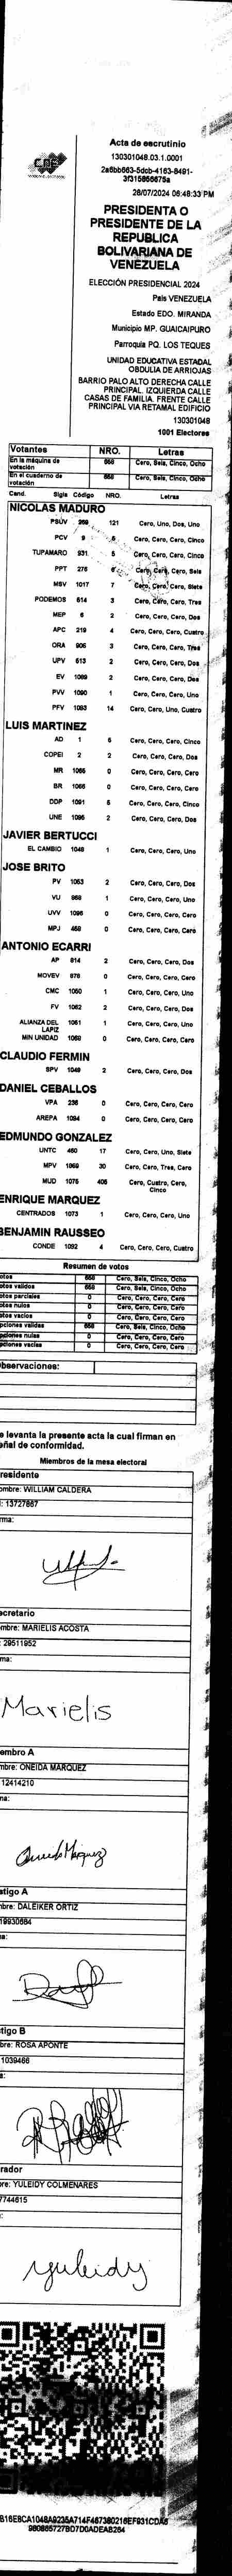 CNE
Acta de escrutinio
130301048.03.1.0001
2a6bb663-5dcb-4163-8491-
3f315866675a
28/07/2024 06:48:33 PM
PRESIDENTA O
PRESIDENTE DE LA
REPUBLICA
BOLIVARIANA DE
VENEZUELA
ELECCIÓN PRESIDENCIAL 2024
País VENEZUELA
Estado EDO. MIRANDA
Municipio MP. GUAICAIPURO
Parroquia PQ. LOS TEQUES
UNIDAD EDUCATIVA ESTADAL
OBDULIA DE ARRIOJAS
BARRIO PALO ALTO DERECHA CALLE
PRINCIPAL. IZQUIERDA CALLE
CASAS DE FAMILIA. FRENTE CALLE
PRINCIPAL VIA RETAMAL EDIFICIO
130301048
1001 Electores
Votantes NRO. Letras
En la máquina de votación 658 Cero, Seis, Cinco, Ocho
En el cuaderno de votación 658 Cero, Seis, Cinco, Ocho
Cand. Sigla Código NRO. Letras
NICOLAS MADURO
PSUV 269 121 Cero, Uno, Dos, Uno
PCV 9 5 Cero, Cero, Cero, Cinco
TUPAMARO 931 5 Cero, Cero, Cero, Cinco
PPT 276 6 Cero, Cero, Cero, Seis
MSV 1017 7 Cero, Cero, Cero, Siete
PODEMOS 614 3 Cero, Cero, Cero, Tres
MEP 6 2 Cero, Cero, Cero, Dos
APC 219 4 Cero, Cero, Cero, Cuatro
ORA 906 3 Cero, Cero, Cero, Tres
UPV 613 2 Cero, Cero, Cero, Dos
EV 1089 2 Cero, Cero, Cero, Dos
PVV 1090 1 Cero, Cero, Cero, Uno
PFV 1093 14 Cero, Cero, Uno, Cuatro
LUIS MARTINEZ
AD 1 5 Cero, Cero, Cero, Cinco
COPEI 2 2 Cero, Cero, Cero, Dos
MR 1065 0 Cero, Cero, Cero, Cero
BR 1066 0 Cero, Cero, Cero, Cero
DDP 1091 5 Cero, Cero, Cero, Cinco
UNE 1095 2 Cero, Cero, Cero, Dos
JAVIER BERTUCCI
EL CAMBIO 1048 1 Cero, Cero, Cero, Uno
JOSE BRITO
PV 1053 2 Cero, Cero, Cero, Dos
VU 968 1 Cero, Cero, Cero, Uno
UVV 1096 0 Cero, Cero, Cero, Cero
MPJ 468 0 Cero, Cero, Cero, Cero
ANTONIO ECARRI
AP 814 2 Cero, Cero, Cero, Dos
MOVEV 876 0 Cero, Cero, Cero, Cero
CMC 1050 1 Cero, Cero, Cero, Uno
FV 1062 2 Cero, Cero, Cero, Dos
ALIANZA DEL LAPIZ 1061 1 Cero, Cero, Cero, Uno
MIN UNIDAD 1069 0 Cero, Cero, Cero, Cero
CLAUDIO FERMIN
SPV 1049 2 Cero, Cero, Cero, Dos
DANIEL CEBALLOS
VPA 236 0 Cero, Cero, Cero, Cero
AREPA 1094 0 Cero, Cero, Cero, Cero
EDMUNDO GONZALEZ
UNTC 460 17 Cero, Cero, Uno, Siete
MPV 1069 30 Cero, Cero, Tres, Cero
MUD 1075 405 Cero, Cuatro, Cero, Cinco
ENRIQUE MARQUEZ
CENTRADOS 1073 1 Cero, Cero, Cero, Uno
BENJAMIN RAUSSEO
CONDE 1092 4 Cero, Cero, Cero, Cuatro
Resumen de votos
otos 658 Cero, Seis, Cinco, Ocho
otos validos 658 Cero, Seis, Cinco, Ocho
otos parciales 0 Cero, Cero, Cero, Cero
otos nulos 0 Cero, Cero, Cero, Cero
otos vacios 0 Cero, Cero, Cero, Cero
pciones validas 658 Cero, Seis, Cinco, Ocho
pciones nulas 0 Cero, Cero, Cero, Cero
pciones vacias 0 Cero, Cero, Cero, Cero
bservaciones:
e levanta la presente acta la cual firman en
eñal de conformidad.
Miembros de la mesa electoral
residente
ombre: WILLIAM CALDERA
: 13727867
rma:
ecretario
mbre: MARIELIS ACOSTA
29511952
ma:
Marielis
embro A
mbre: ONEIDA MARQUEZ
12414210
na:
Oneida Marquez
stigo A
bre: DALEIKER ORTIZ
19930684
a:
tigo B
bre: ROSA APONTE
1039466
rador
re: YULEIDY COLMENARES
7744615
Yuleidy
B16E8CA1048A9235A714F467380216EF931CDA6
980865727BD7D0ADEAB264